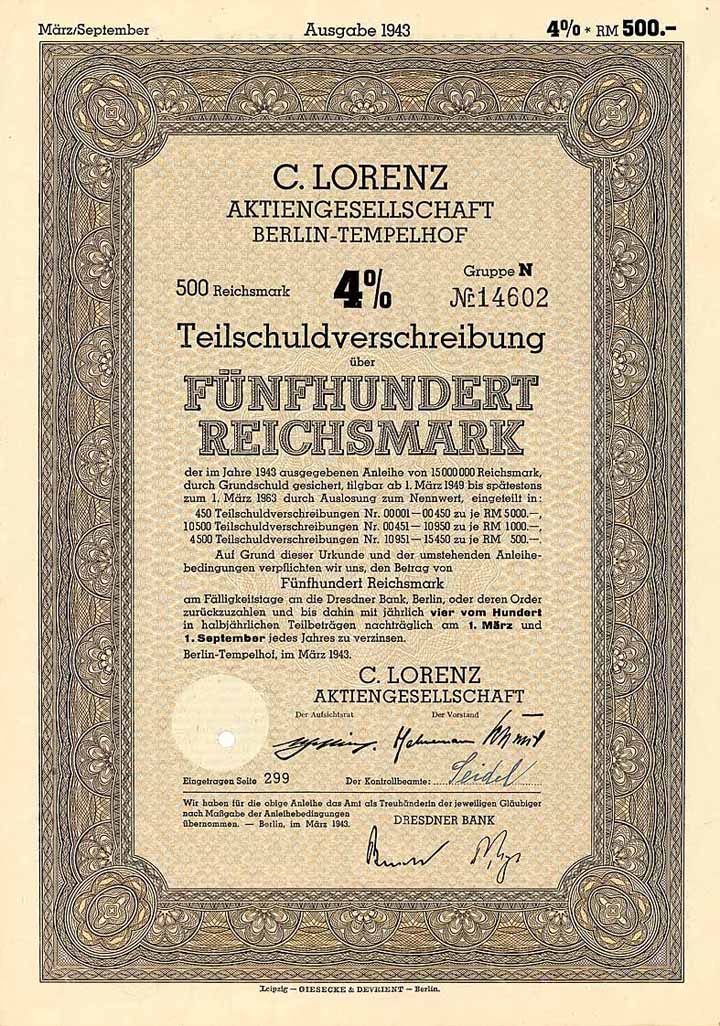 März/September Ausgabe 1943 4% * RM 500.-
C. LORENZ
AKTIENGESELLSCHAFT
BERLIN-TEMPELHOF
500 Reichsmark 4% Gruppe N
№ 14602
Teilschuldverschreibung
über
FÜNFHUNDERT
REICHSMARK
der im Jahre 1943 ausgegebenen Anleihe von 15 000 000 Reichsmark,
durch Grundschuld gesichert, tilgbar ab 1. März 1949 bis spätestens
zum 1. März 1963 durch Auslosung zum Nennwert, eingeteilt in:
450 Teilschuldverschreibungen Nr. 00001—00450 zu je RM 5000.—,
10 500 Teilschuldverschreibungen Nr. 00451—10950 zu je RM 1000.—,
4 500 Teilschuldverschreibungen Nr. 10951—15450 zu je RM 500.—,
Auf Grund dieser Urkunde und der umstehenden Anleihe-
bedingungen verpflichten wir uns, den Betrag von
Fünfhundert Reichsmark
am Fälligkeitstage an die Dresdner Bank, Berlin, oder deren Order
zurückzuzahlen und bis dahin mit jährlich vier vom Hundert
in halbjährlichen Teilbeträgen nachträglich am 1. März und
1. September jedes Jahres zu verzinsen.
Berlin-Tempelhof, im März 1943.
C. LORENZ
AKTIENGESELLSCHAFT
Der Aufsichtsrat Der Vorstand
Eingetragen Seite 299 Der Kontrollbeamte: Seidel
Wir haben für die obige Anleihe das Amt als Treuhänderin der jeweiligen Gläubiger
nach Maßgabe der Anleihebedingungen
übernommen. — Berlin, im März 1943. DRESDNER BANK
Leipzig — GIESECKE & DEVRIENT — Berlin.